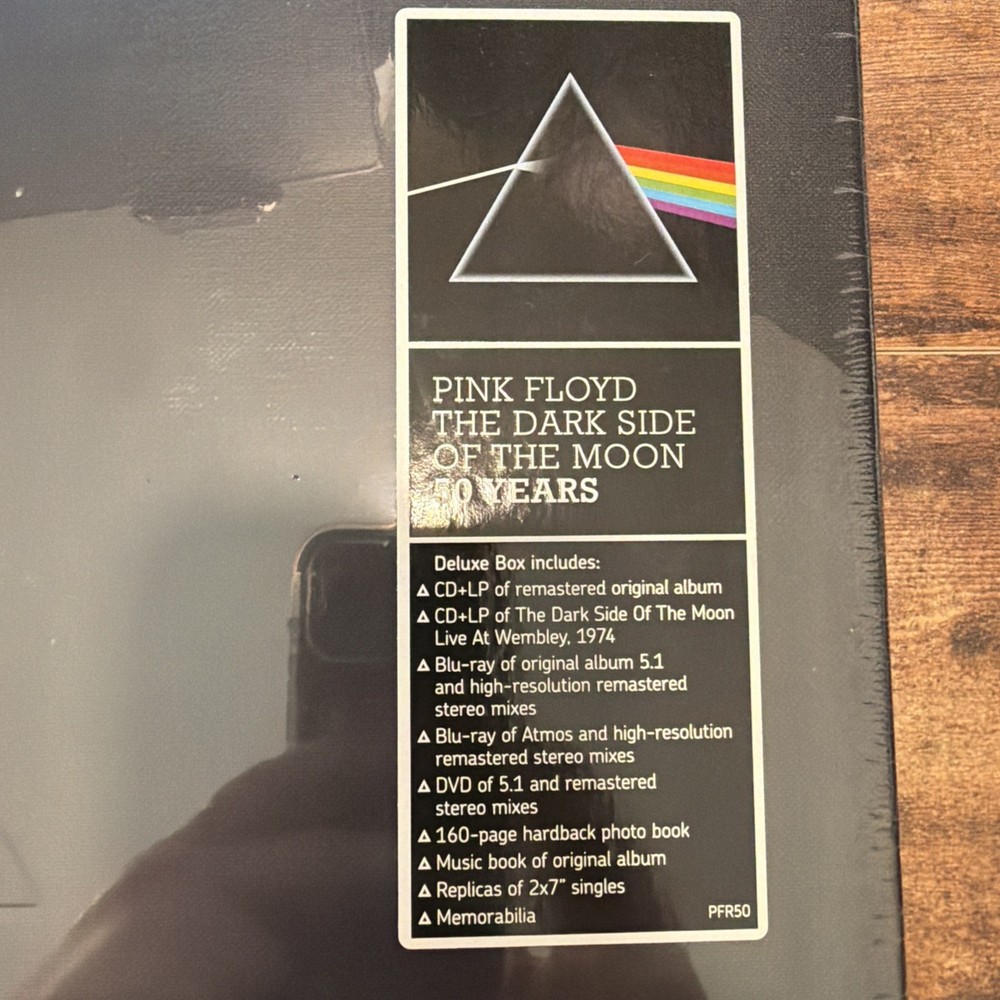 PINK FLOYD
THE DARK SIDE
OF THE MOON
50 YEARS
Deluxe Box includes:
CD+LP of remastered original album
CD+LP of The Dark Side Of The Moon
Live At Wembley, 1974
Blu-ray of original album 5.1
and high-resolution remastered
stereo mixes
Blu-ray of Atmos and high-resolution
remastered stereo mixes
DVD of 5.1 and remastered
stereo mixes
160-page hardback photo book
Music book of original album
Replicas of 2x7" singles
Memorabilia
PFR50